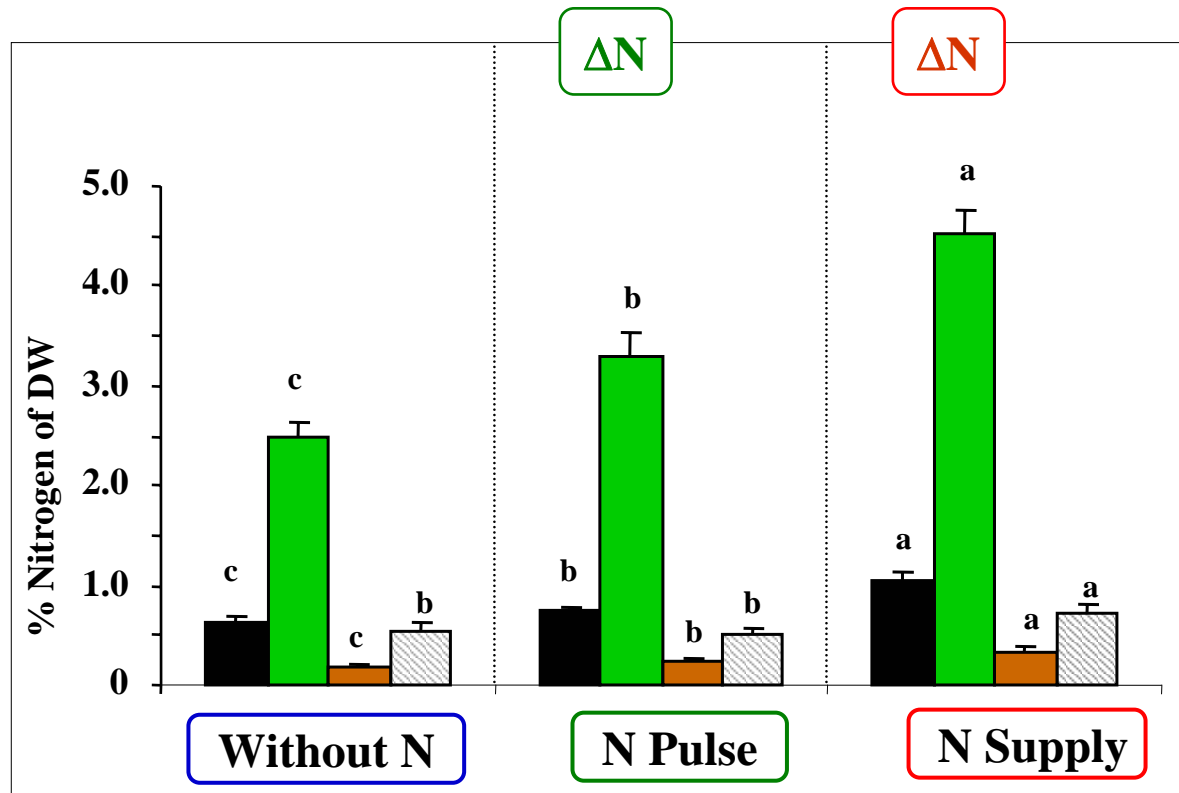 ΔN
ΔN
% Nitrogen of DW
5.0
4.0
3.0
2.0
1.0
0
c
c
c
b
b
b
b
b
a
a
a
a
Without N
N Pulse
N Supply